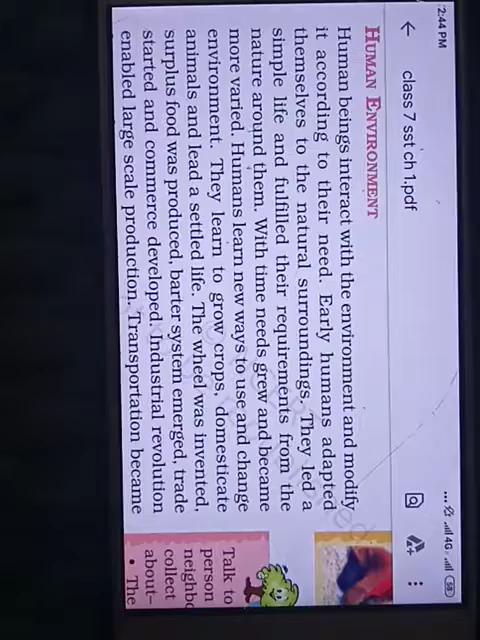 2:44 PM
4G
58
class 7 sst ch 1.pdf
HUMAN ENVIRONMENT
Human beings interact with the environment and modify
it according to their need. Early humans adapted
themselves to the natural surroundings. They led a
simple life and fulfilled their requirements from the
nature around them. With time needs grew and became
more varied. Humans learn new ways to use and change
environment. They learn to grow crops, domesticate
animals and lead a settled life. The wheel was invented,
surplus food was produced, barter system emerged, trade
started and commerce developed. Industrial revolution
enabled large scale production. Transportation became
Talk to
person
neighbo
collect
about–
• The